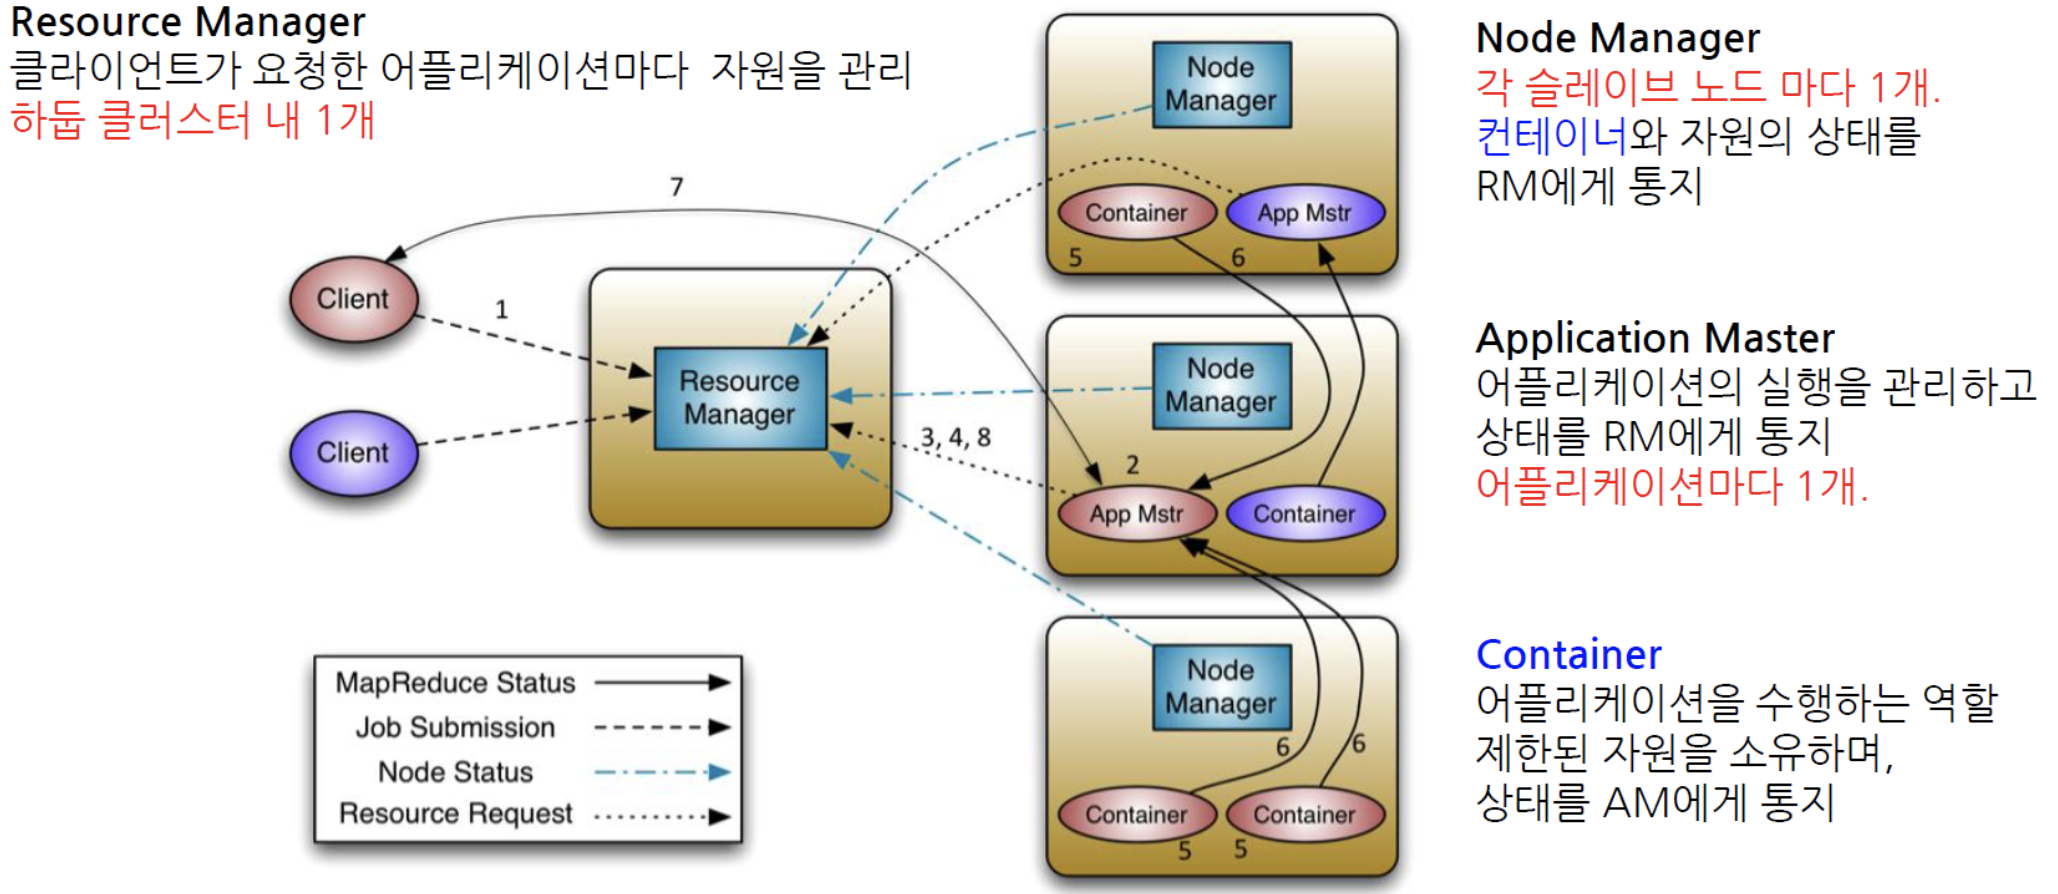 Resource Manager
클라이언트가 요청한 어플리케이션마다 자원을 관리
하둡 클러스터 내 1개
Node Manager
각 슬레이브 노드 마다 1개.
컨테이너와 자원의 상태를
RM에게 통지
Application Master
어플리케이션의 실행을 관리하고
상태를 RM에게 통지
어플리케이션마다 1개.
Container
어플리케이션을 수행하는 역할
제한된 자원을 소유하며,
상태를 AM에게 통지
7
Client
1
Client
Resource
Manager
3, 4, 8
Node
Manager
Container
App Mstr
5
6
Node
Manager
2
App Mstr
Container
Node
Manager
6
6
Container
Container
5
5
MapReduce Status
Job Submission
Node Status
Resource Request